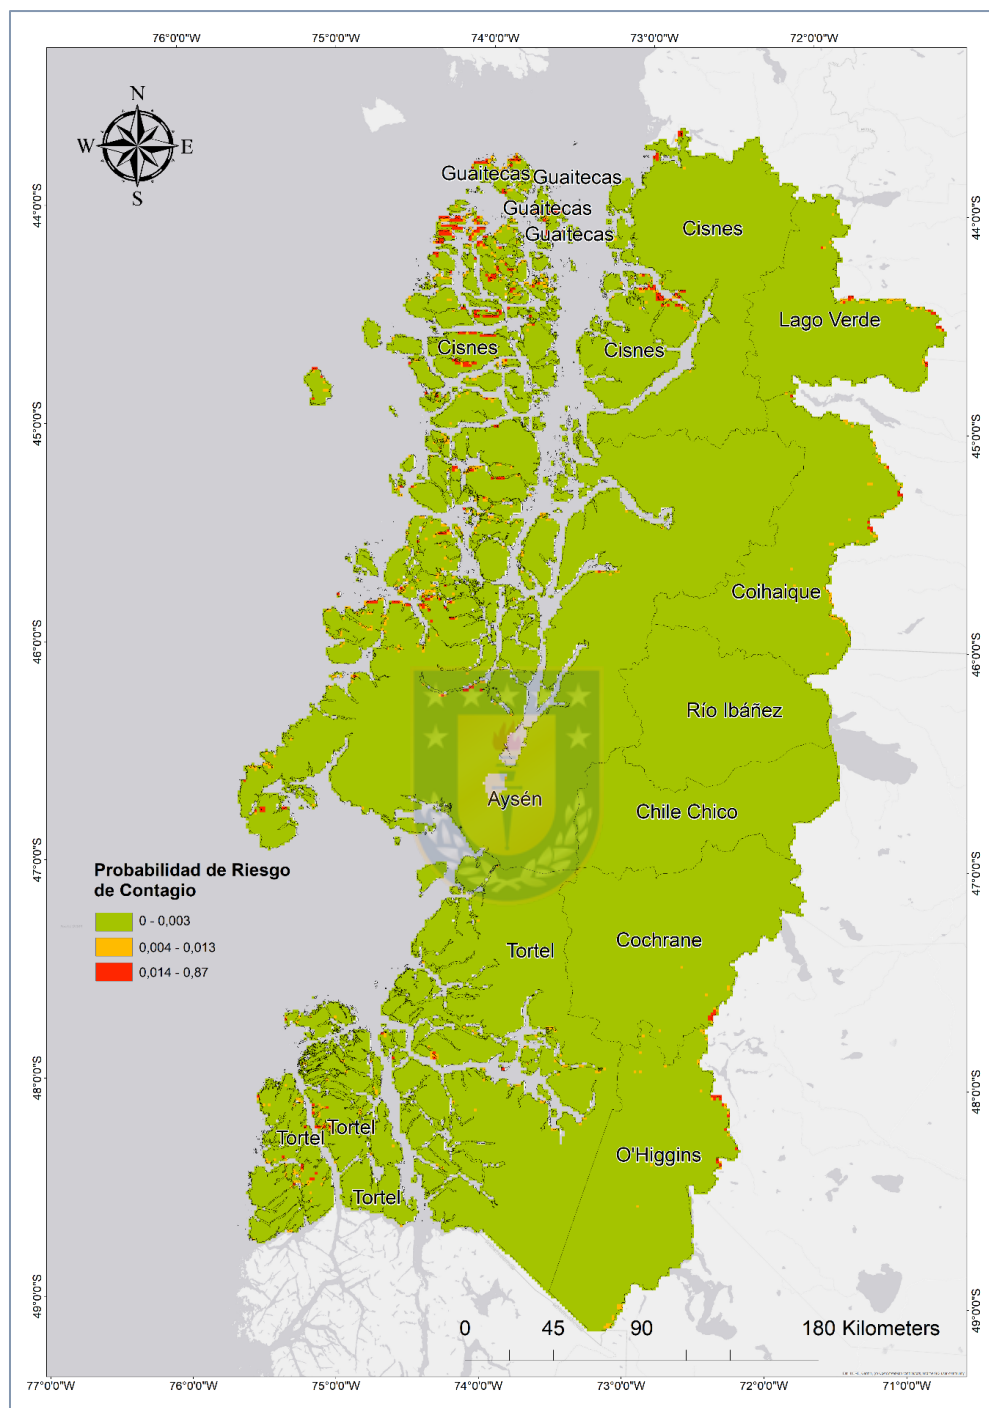 76°0'0"W
75°0'0"W
74°0'0"W
73°0'0"W
72°0'0"W
N
W
E
S
44°0'0"S
44°0'0"S
Guaitecas
Guaitecas
Guaitecas
Guaitecas
Cisnes
Lago Verde
Cisnes
Cisnes
45°0'0"S
45°0'0"S
Coihaique
46°0'0"S
46°0'0"S
Río Ibáñez
Aysén
Chile Chico
47°0'0"S
47°0'0"S
Probabilidad de Riesgo
de Contagio
0 - 0,003
0,004 - 0,013
0,014 - 0,87
Cochrane
Tortel
48°0'0"S
48°0'0"S
Tortel
Tortel
O'Higgins
Tortel
49°0'0"S
49°0'0"S
0
45
90
180 Kilometers
77°0'0"W
76°0'0"W
75°0'0"W
74°0'0"W
73°0'0"W
72°0'0"W
71°0'0"W